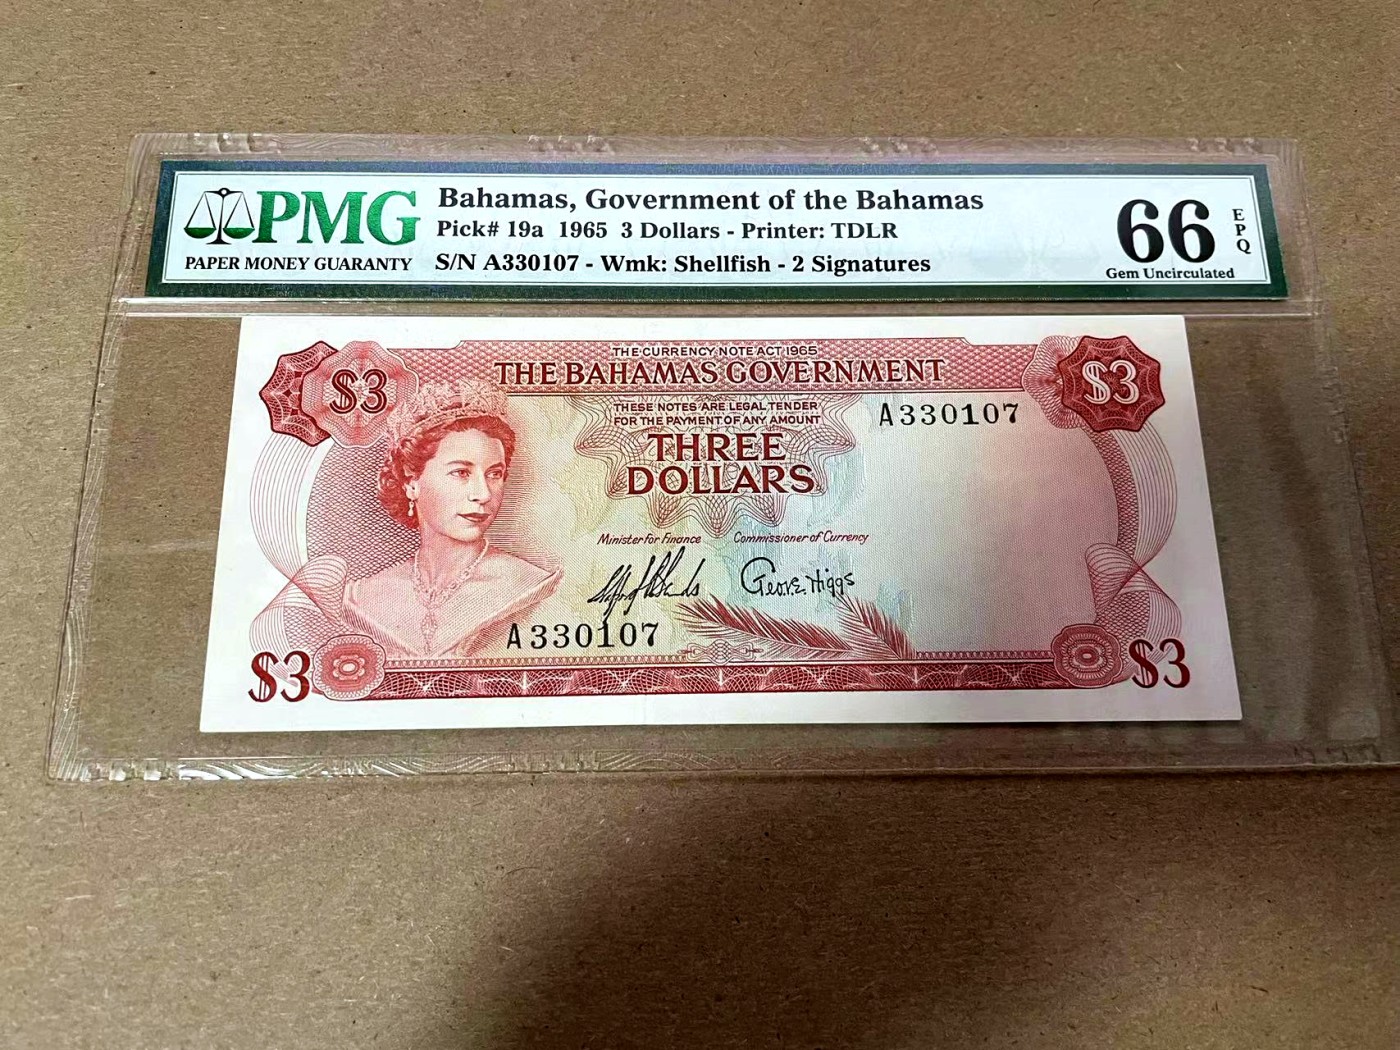 PMG
PAPER MONEY GUARANTY
Bahamas, Government of the Bahamas
Pick# 19a 1965 3 Dollars - Printer: TDLR
S/N A330107 - Wmk: Shellfish - 2 Signatures
66
EPQ
Gem Uncirculated
THE CURRENCY NOTE ACT 1965
THE BAHAMAS GOVERNMENT
$3
$3
THESE NOTES ARE LEGAL TENDER
FOR THE PAYMENT OF ANY AMOUNT
A330107
THREE
DOLLARS
Minister for Finance
Commissioner of Currency
George Higgs
A330107
$3
$3